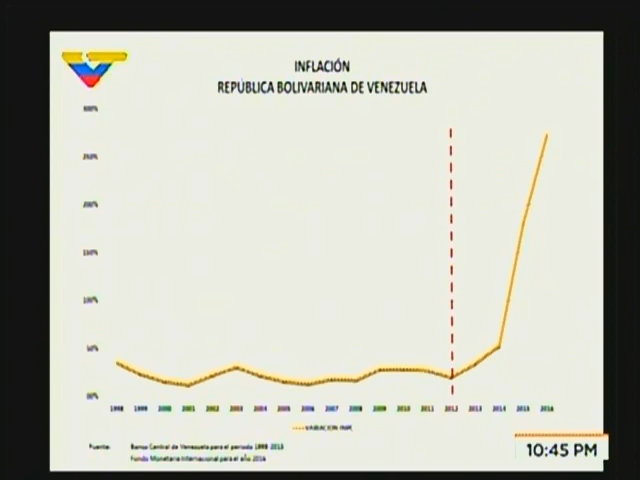 INFLACIÓN
REPÚBLICA BOLIVARIANA DE VENEZUELA
300%
250%
200%
150%
100%
50%
00%
1998 1999 2000 2001 2002 2003 2004 2005 2006 2007 2008 2009 2010 2011 2012 2013 2014 2015 2016
VARIACION INPC
Fuente: Banco Central de Venezuela para el periodo 1998-2015
Fondo Monetario Internacional para el año 2016
10:45 PM